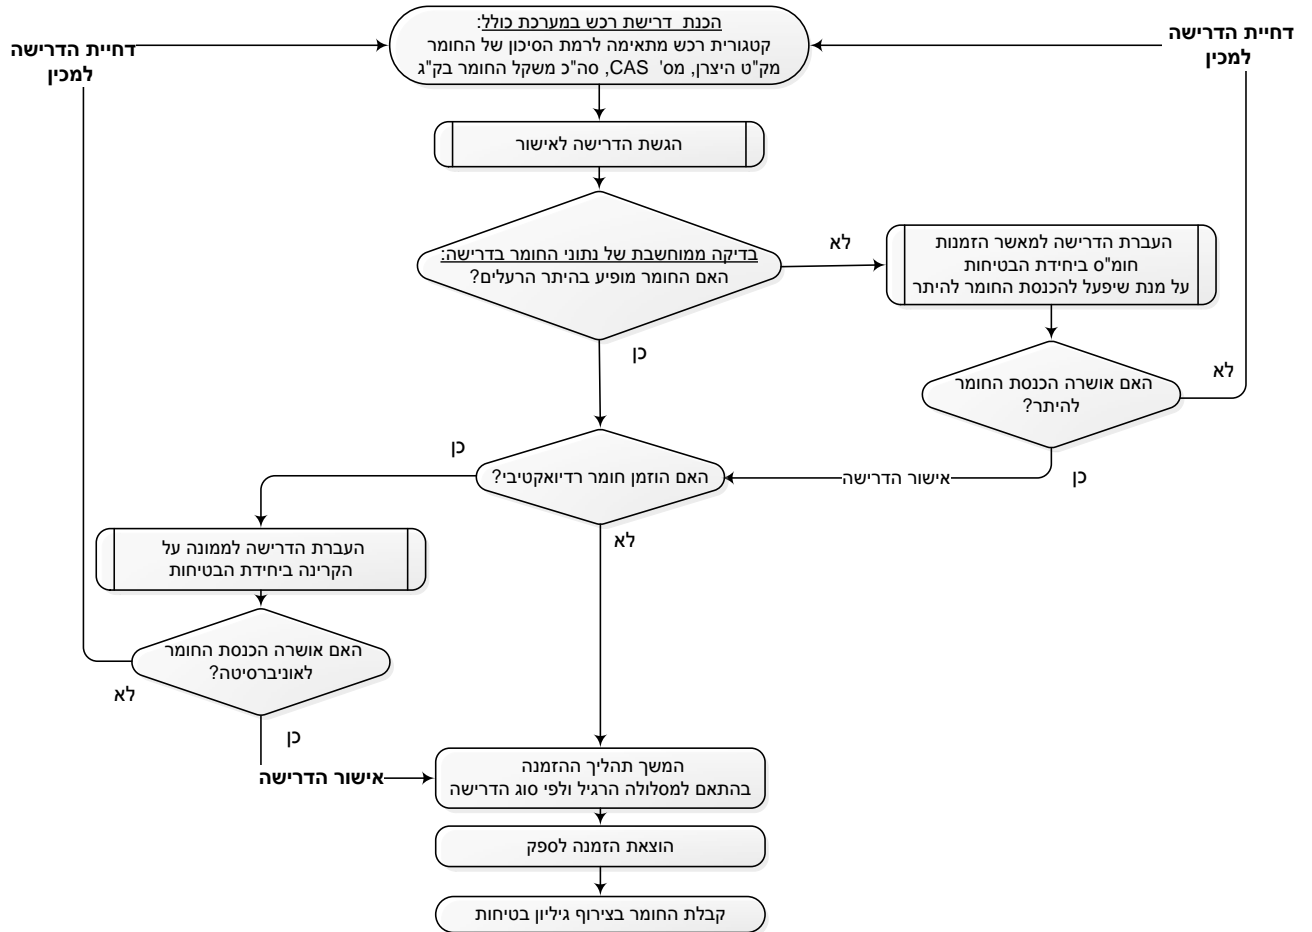 הכנת דרישת רכש במערכת כולל:
קטגורית רכש מתאימה לרמת הסיכון של החומר
מק"ט היצרן, מס' CAS, סה"כ משקל החומר בק"ג
דחיית הדרישה
למכין
דחיית הדרישה
למכין
הגשת הדרישה לאישור
בדיקה ממוחשבת של נתוני החומר בדרישה:
האם החומר מופיע בהיתר הרעלים?
לא
העברת הדרישה למאשר הזמנות
חומ"ס ביחידת הבטיחות
על מנת שיפעל להכנסת החומר להיתר
כן
האם אושרה הכנסת החומר
להיתר?
לא
כן
אישור הדרישה
האם הוזמן חומר רדיואקטיבי?
כן
לא
העברת הדרישה לממונה על
הקרינה ביחידת הבטיחות
האם אושרה הכנסת החומר
לאוניברסיטה?
לא
כן
אישור הדרישה
המשך תהליך ההזמנה
בהתאם למסלולה הרגיל ולפי סוג הדרישה
הוצאת הזמנה לספק
קבלת החומר בצירוף גיליון בטיחות